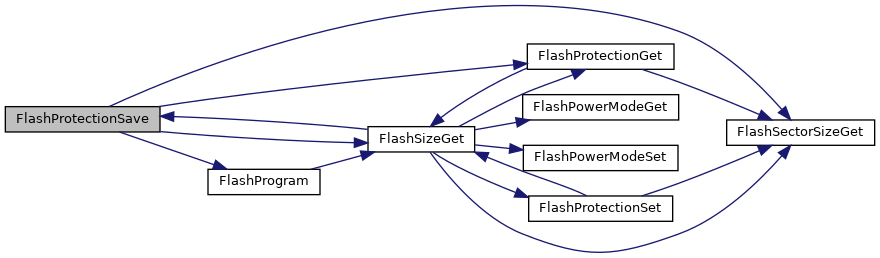 FlashProtectionSave
FlashProgram
FlashSizeGet
FlashProtectionGet
FlashPowerModeGet
FlashPowerModeSet
FlashProtectionSet
FlashSectorSizeGet